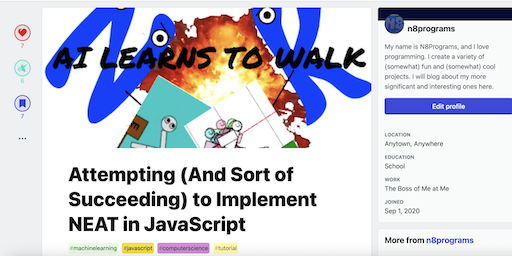 7
6
7
AI LEARNS TO WALK
Attempting (And Sort of
Succeeding) to Implement
NEAT in JavaScript
#machinelearning #javascript #computerscience #tutorial
N8
n8programs
My name is N8Programs, and I love
programming. I create a variety of
(somewhat) fun and (somewhat) cool
projects. I will blog about my more
significant and interesting ones here.
Edit profile
LOCATION
Anytown, Anywhere
EDUCATION
School
WORK
The Boss of Me at Me
JOINED
Sep 1, 2020
More from n8programs